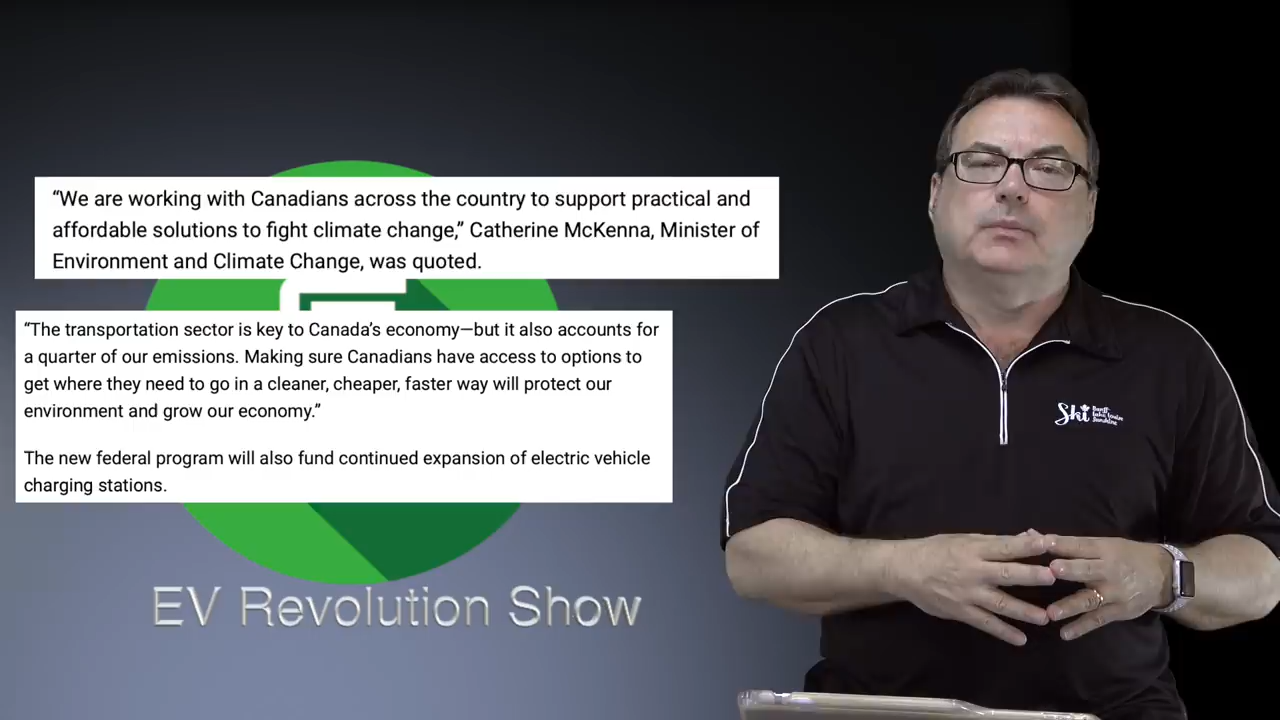 “We are working with Canadians across the country to support practical and
affordable solutions to fight climate change,” Catherine McKenna, Minister of
Environment and Climate Change, was quoted.
“The transportation sector is key to Canada’s economy—but it also accounts for
a quarter of our emissions. Making sure Canadians have access to options to
get where they need to go in a cleaner, cheaper, faster way will protect our
environment and grow our economy.”
The new federal program will also fund continued expansion of electric vehicle
charging stations.
EV Revolution Show
Ski
Banff
Lake Louise
Sunshine